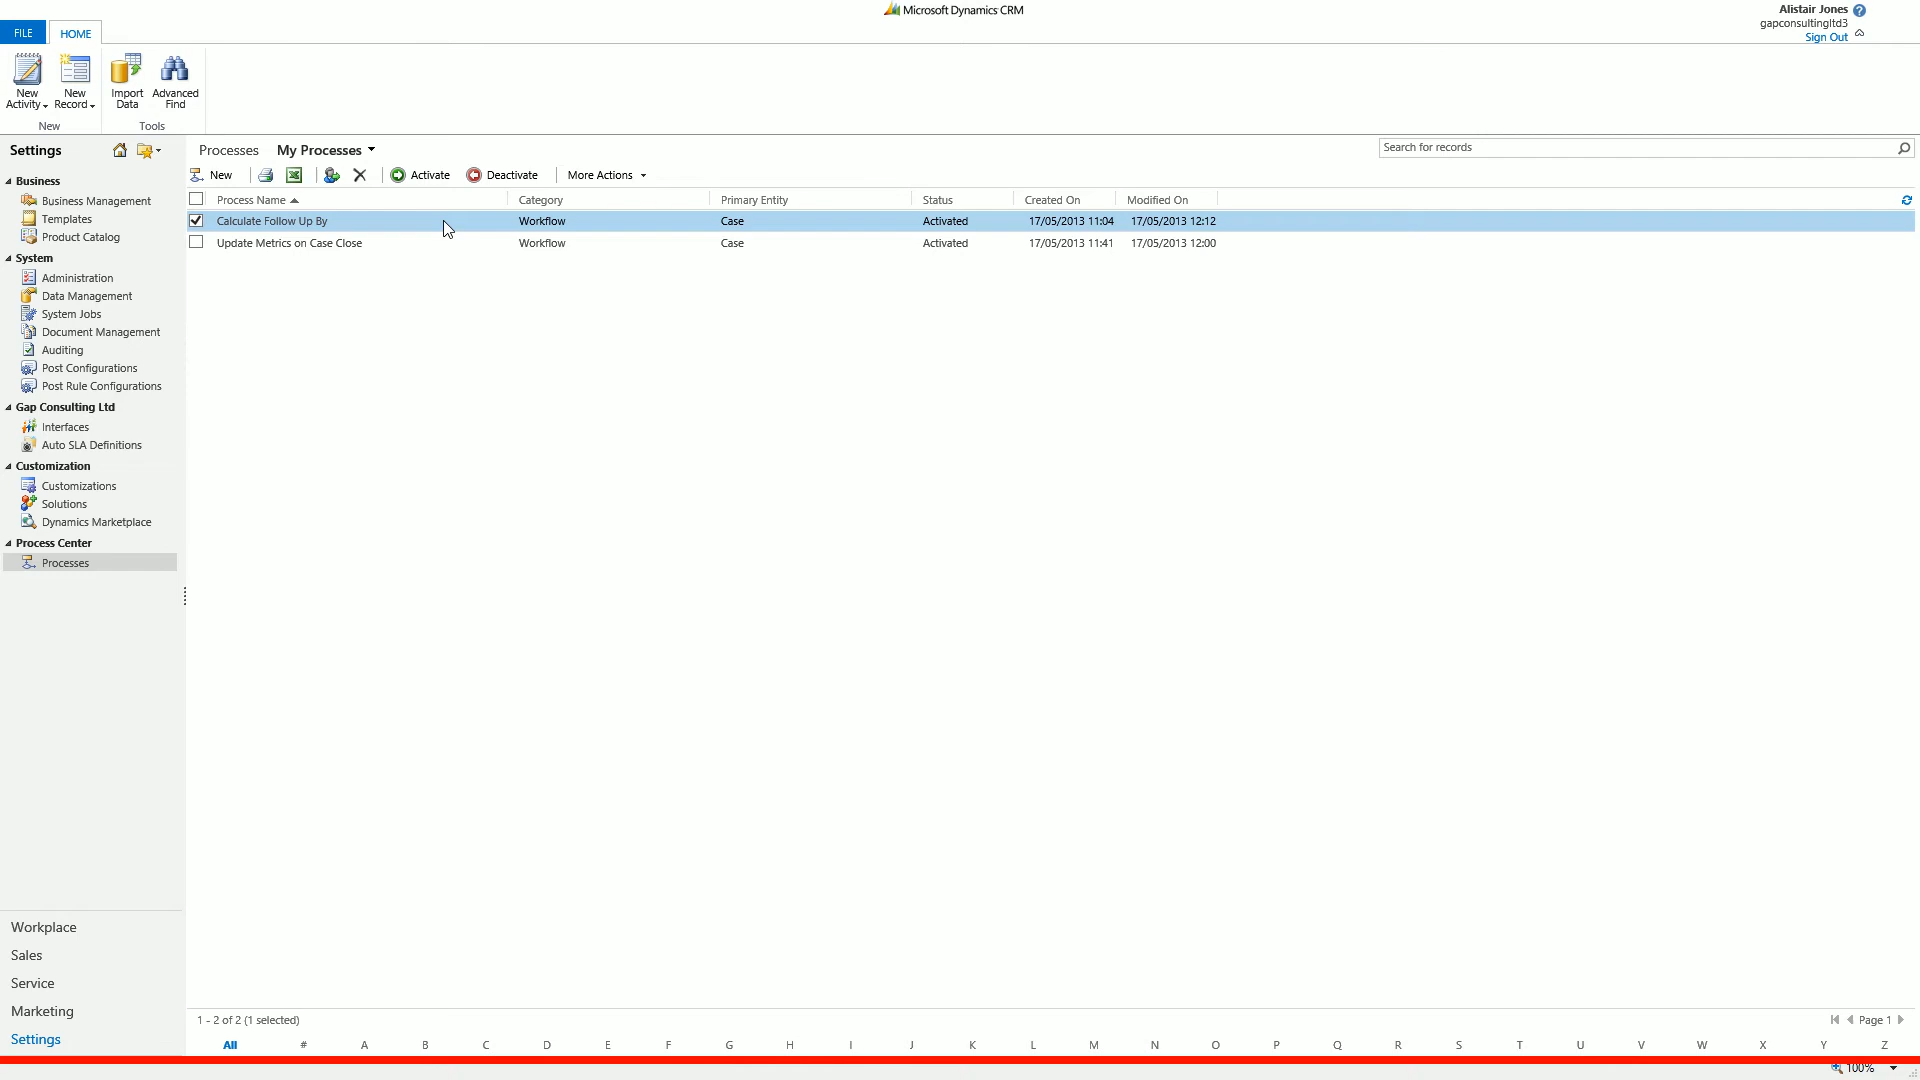 Microsoft Dynamics CRM
Alistair Jones
gapconsultingltd3
Sign Out
FILE
HOME
New Activity
New Record
Import Data
Advanced Find
New
Tools
Settings
Business
Business Management
Templates
Product Catalog
System
Administration
Data Management
System Jobs
Document Management
Auditing
Post Configurations
Post Rule Configurations
Gap Consulting Ltd
Interfaces
Auto SLA Definitions
Customization
Customizations
Solutions
Dynamics Marketplace
Process Center
Processes
Workplace
Sales
Service
Marketing
Settings
Processes My Processes
Search for records
New Activate Deactivate More Actions
Process Name Category Primary Entity Status Created On Modified On
Calculate Follow Up By Workflow Case Activated 17/05/2013 11:04 17/05/2013 12:12
Update Metrics on Case Close Workflow Case Activated 17/05/2013 11:41 17/05/2013 12:00
1 - 2 of 2 (1 selected)
Page 1
All # A B C D E F G H I J K L M N O P Q R S T U V W X Y Z
100%